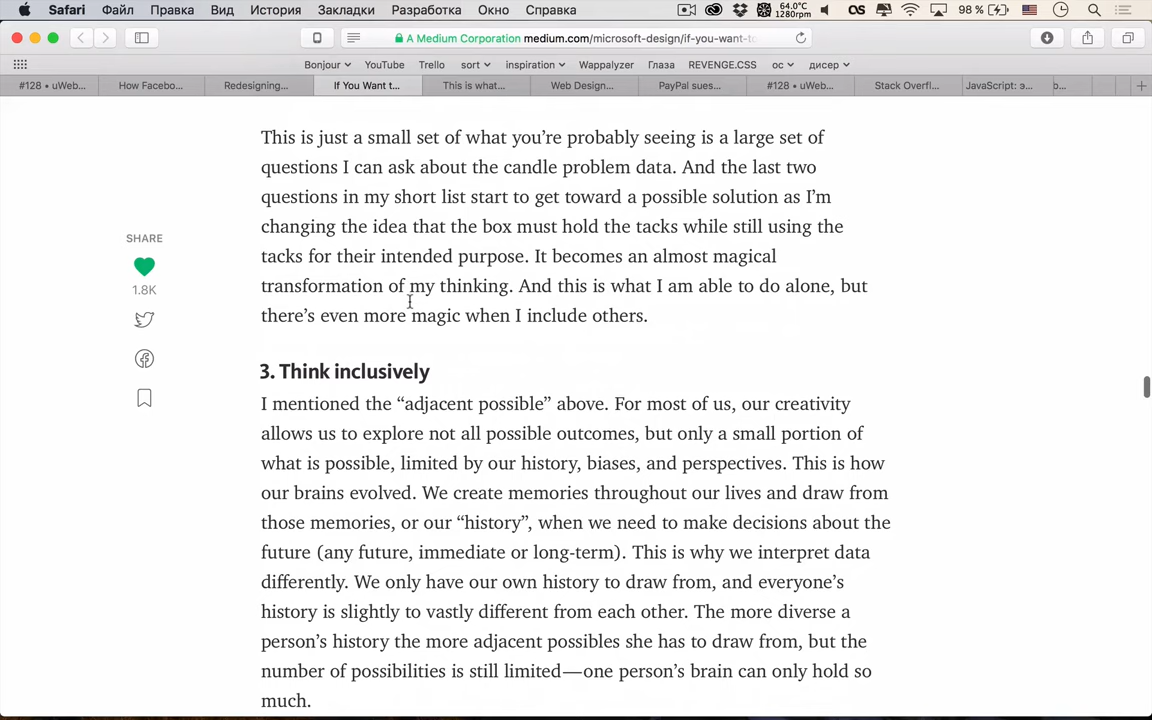 Safari Файл Правка Вид История Закладки Разработка Окно Справка
64.0°C
1280rpm
98 %
A Medium Corporation medium.com/microsoft-design/if-you-want-t
Bonjour YouTube Trello sort inspiration Wappalyzer Глаза REVENGE.CSS ос дисер
#128 • uWeb... How Facebo... Redesigning... If You Want t... This is what... Web Design... PayPal sues... #128 • uWeb... Stack Overfl... JavaScript: э...
This is just a small set of what you’re probably seeing is a large set of
questions I can ask about the candle problem data. And the last two
questions in my short list start to get toward a possible solution as I’m
changing the idea that the box must hold the tacks while still using the
tacks for their intended purpose. It becomes an almost magical
transformation of my thinking. And this is what I am able to do alone, but
there’s even more magic when I include others.
SHARE
1.8K
3. Think inclusively
I mentioned the “adjacent possible” above. For most of us, our creativity
allows us to explore not all possible outcomes, but only a small portion of
what is possible, limited by our history, biases, and perspectives. This is how
our brains evolved. We create memories throughout our lives and draw from
those memories, or our “history”, when we need to make decisions about the
future (any future, immediate or long-term). This is why we interpret data
differently. We only have our own history to draw from, and everyone’s
history is slightly to vastly different from each other. The more diverse a
person’s history the more adjacent possibles she has to draw from, but the
number of possibilities is still limited—one person’s brain can only hold so
much.